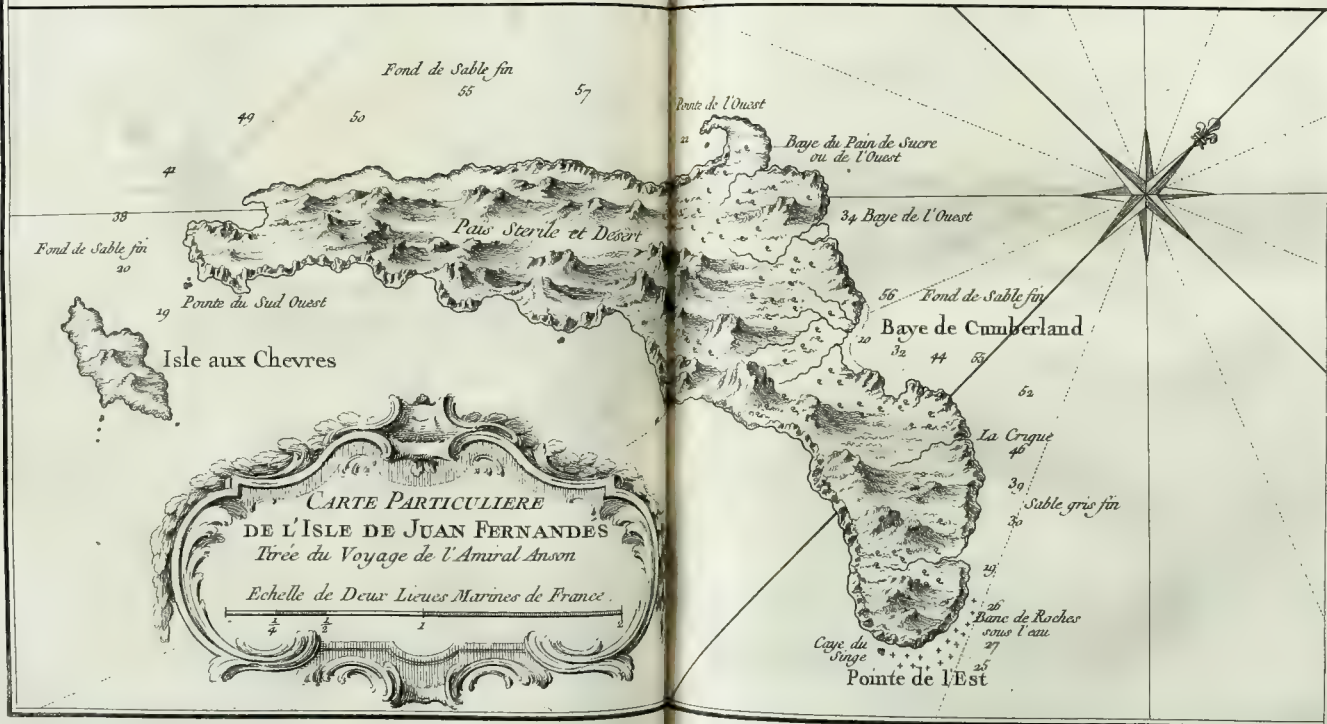 Fond de Sable fin
55
57
49
50
41
38
Fond de Sable fin
20
19
Pointe du Sud Ouest
Isle aux Chevres
Pais Sterile et Desert
Pointe de l'Ouest
21
Baye du Pain de Sucre
ou de l'Ouest
34 Baye de l'Ouest
56 Fond de Sable fin
Baye de Cumberland
10
32
44
53
52
La Crique
46
39
Sable gris fin
30
19
26
Banc de Roches
sous l'eau
27
25
Caye du
Singe
Pointe de l'Est
CARTE PARTICULIERE
DE L'ISLE DE JUAN FERNANDES
Tirée du Voyage de l'Amiral Anson
Echelle de Deux Lieues Marines de France.
1/4 1/2 1 2